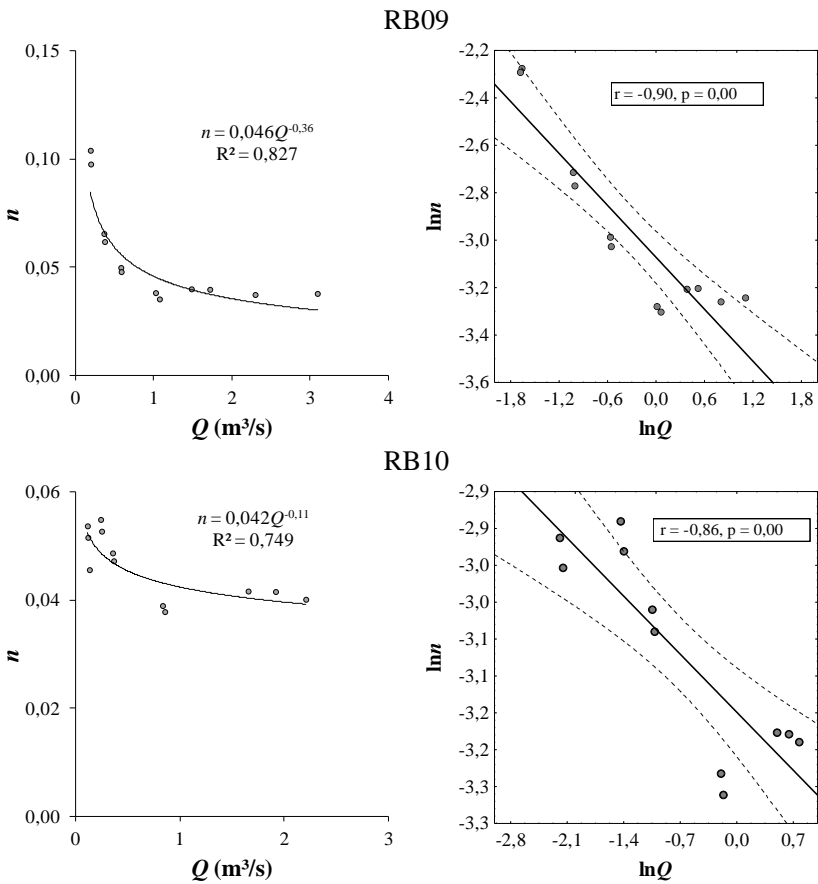 RB09
0,15
0,10
0,05
0,00
n
n = 0,046Q^-0,36
R² = 0,827
0 1 2 3 4
Q (m³/s)
-2,2
-2,4
-2,6
-2,8
-3,0
-3,2
-3,4
-3,6
lnn
r = -0,90, p = 0,00
-1,8 -1,2 -0,6 0,0 0,6 1,2 1,8
lnQ
RB10
0,06
0,04
0,02
0,00
n
n = 0,042Q^-0,11
R² = 0,749
0 1 2 3
Q (m³/s)
-2,9
-2,9
-3,0
-3,0
-3,1
-3,1
-3,2
-3,2
-3,3
-3,3
lnn
r = -0,86, p = 0,00
-2,8 -2,1 -1,4 -0,7 0,0 0,7
lnQ